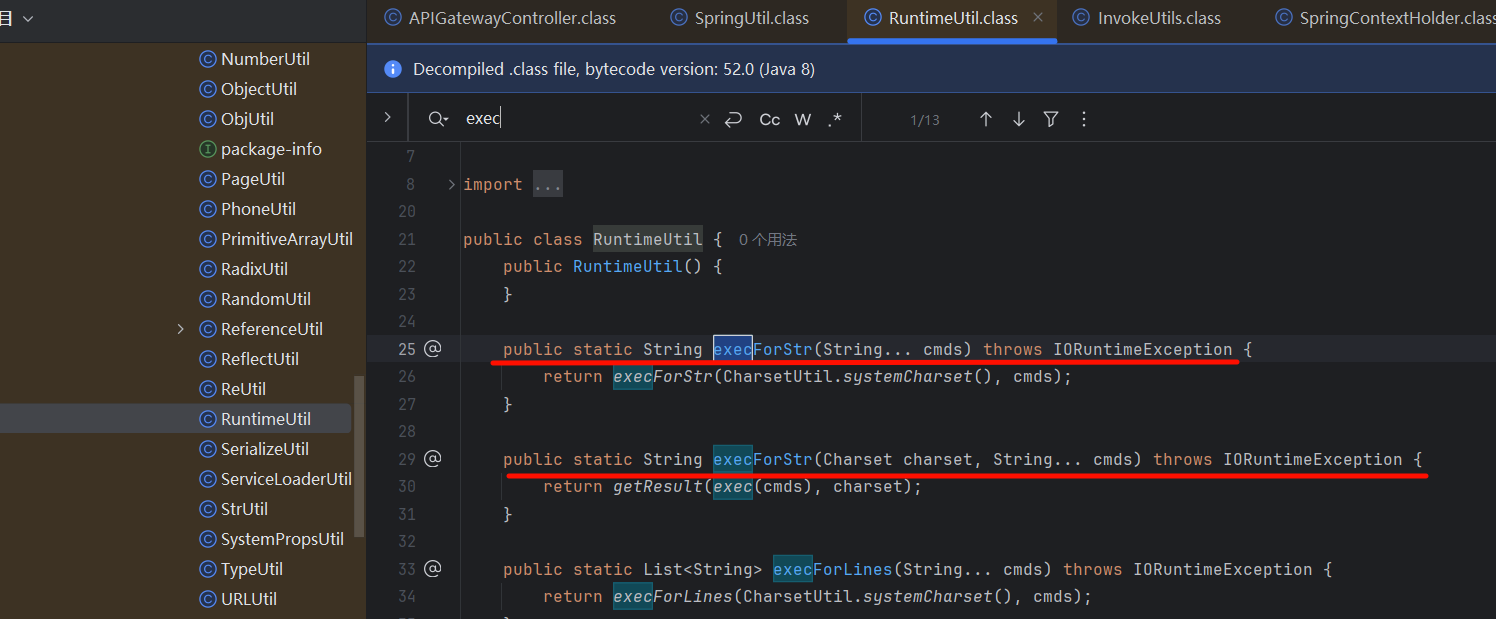 目
APIGatewayController.class
SpringUtil.class
RuntimeUtil.class
InvokeUtils.class
SpringContextHolder.class
NumberUtil
ObjectUtil
ObjUtil
package-info
PageUtil
PhoneUtil
PrimitiveArrayUtil
RadixUtil
RandomUtil
ReferenceUtil
ReflectUtil
ReUtil
RuntimeUtil
SerializeUtil
ServiceLoaderUtil
StrUtil
SystemPropsUtil
TypeUtil
URLUtil
Decompiled .class file, bytecode version: 52.0 (Java 8)
exec
Cc W .*
1/13
7
8 import ...
20
21 public class RuntimeUtil { 0个用法
22 public RuntimeUtil() {
23 }
24
25 @ public static String execForStr(String... cmds) throws IORuntimeException {
26 return execForStr(CharsetUtil.systemCharset(), cmds);
27 }
28
29 @ public static String execForStr(Charset charset, String... cmds) throws IORuntimeException {
30 return getResult(exec(cmds), charset);
31 }
32
33 @ public static List<String> execForLines(String... cmds) throws IORuntimeException {
34 return execForLines(CharsetUtil.systemCharset(), cmds);